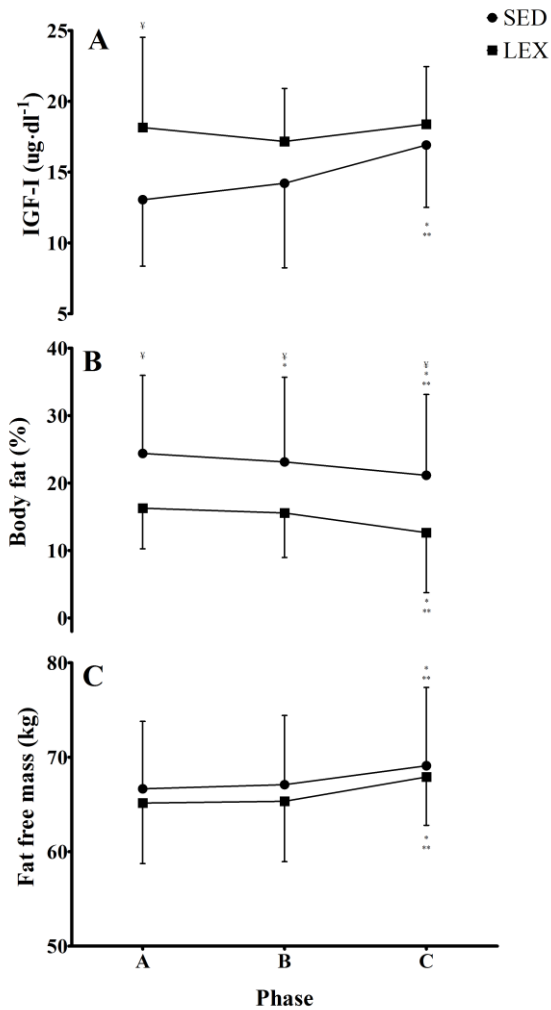 SED
LEX
A
¥
25
20
15
10
5
IGF-I (ug·dl-1)
*
**
B
¥
¥
*
¥
*
**
40
30
20
10
0
Body fat (%)
*
**
C
*
**
80
70
60
50
Fat free mass (kg)
*
**
A B C
Phase